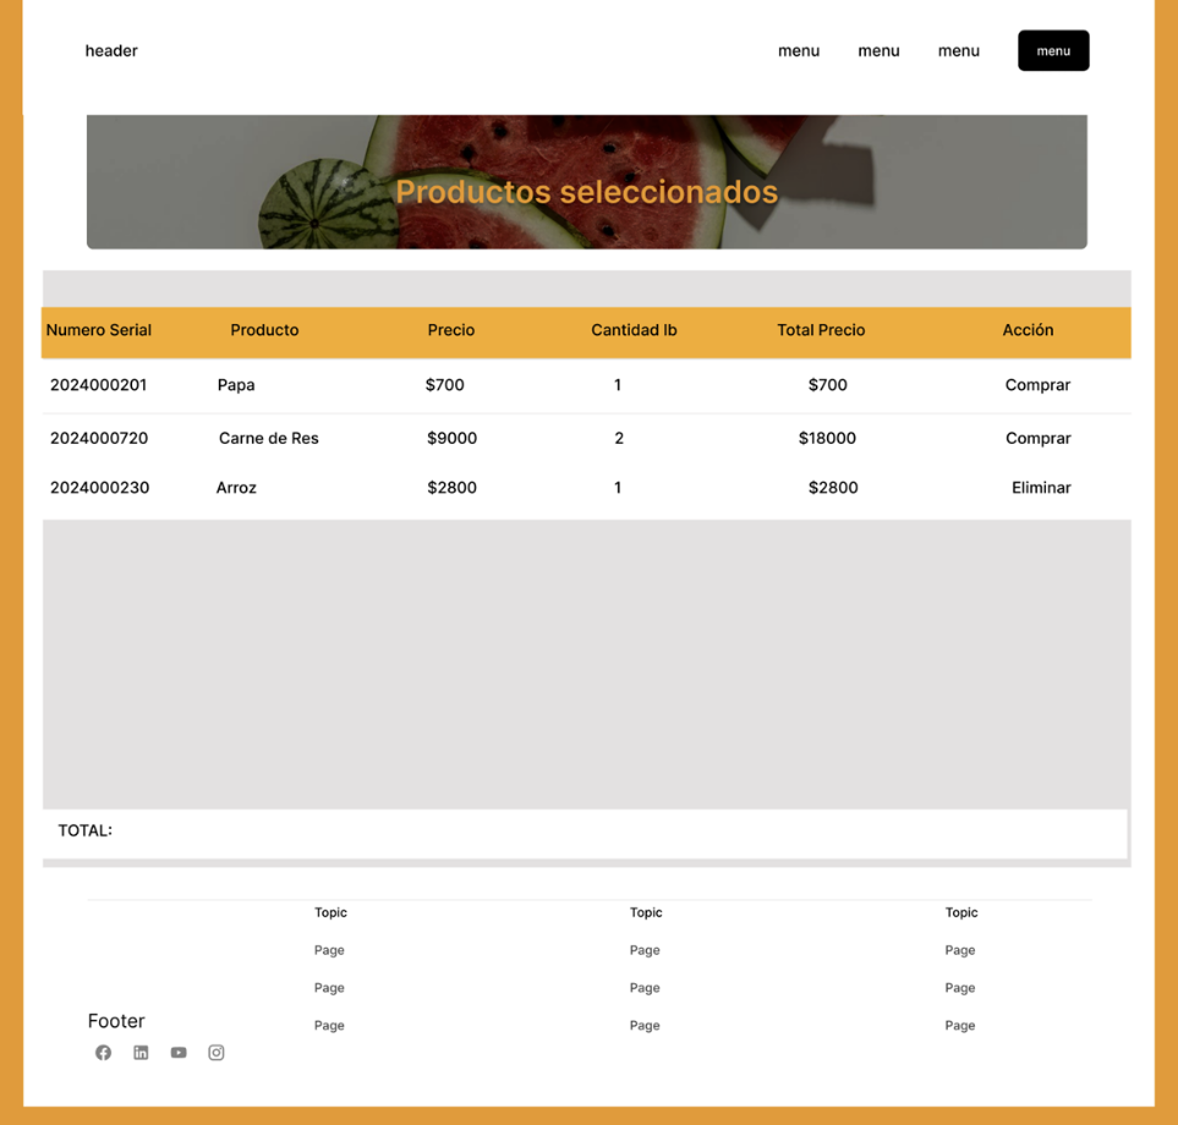 header menu menu menu menu
Productos seleccionados
Numero Serial Producto Precio Cantidad lb Total Precio Acción
2024000201 Papa $700 1 $700 Comprar
2024000720 Carne de Res $9000 2 $18000 Comprar
2024000230 Arroz $2800 1 $2800 Eliminar
TOTAL:
Topic Topic Topic
Page Page Page
Page Page Page
Footer Page Page Page